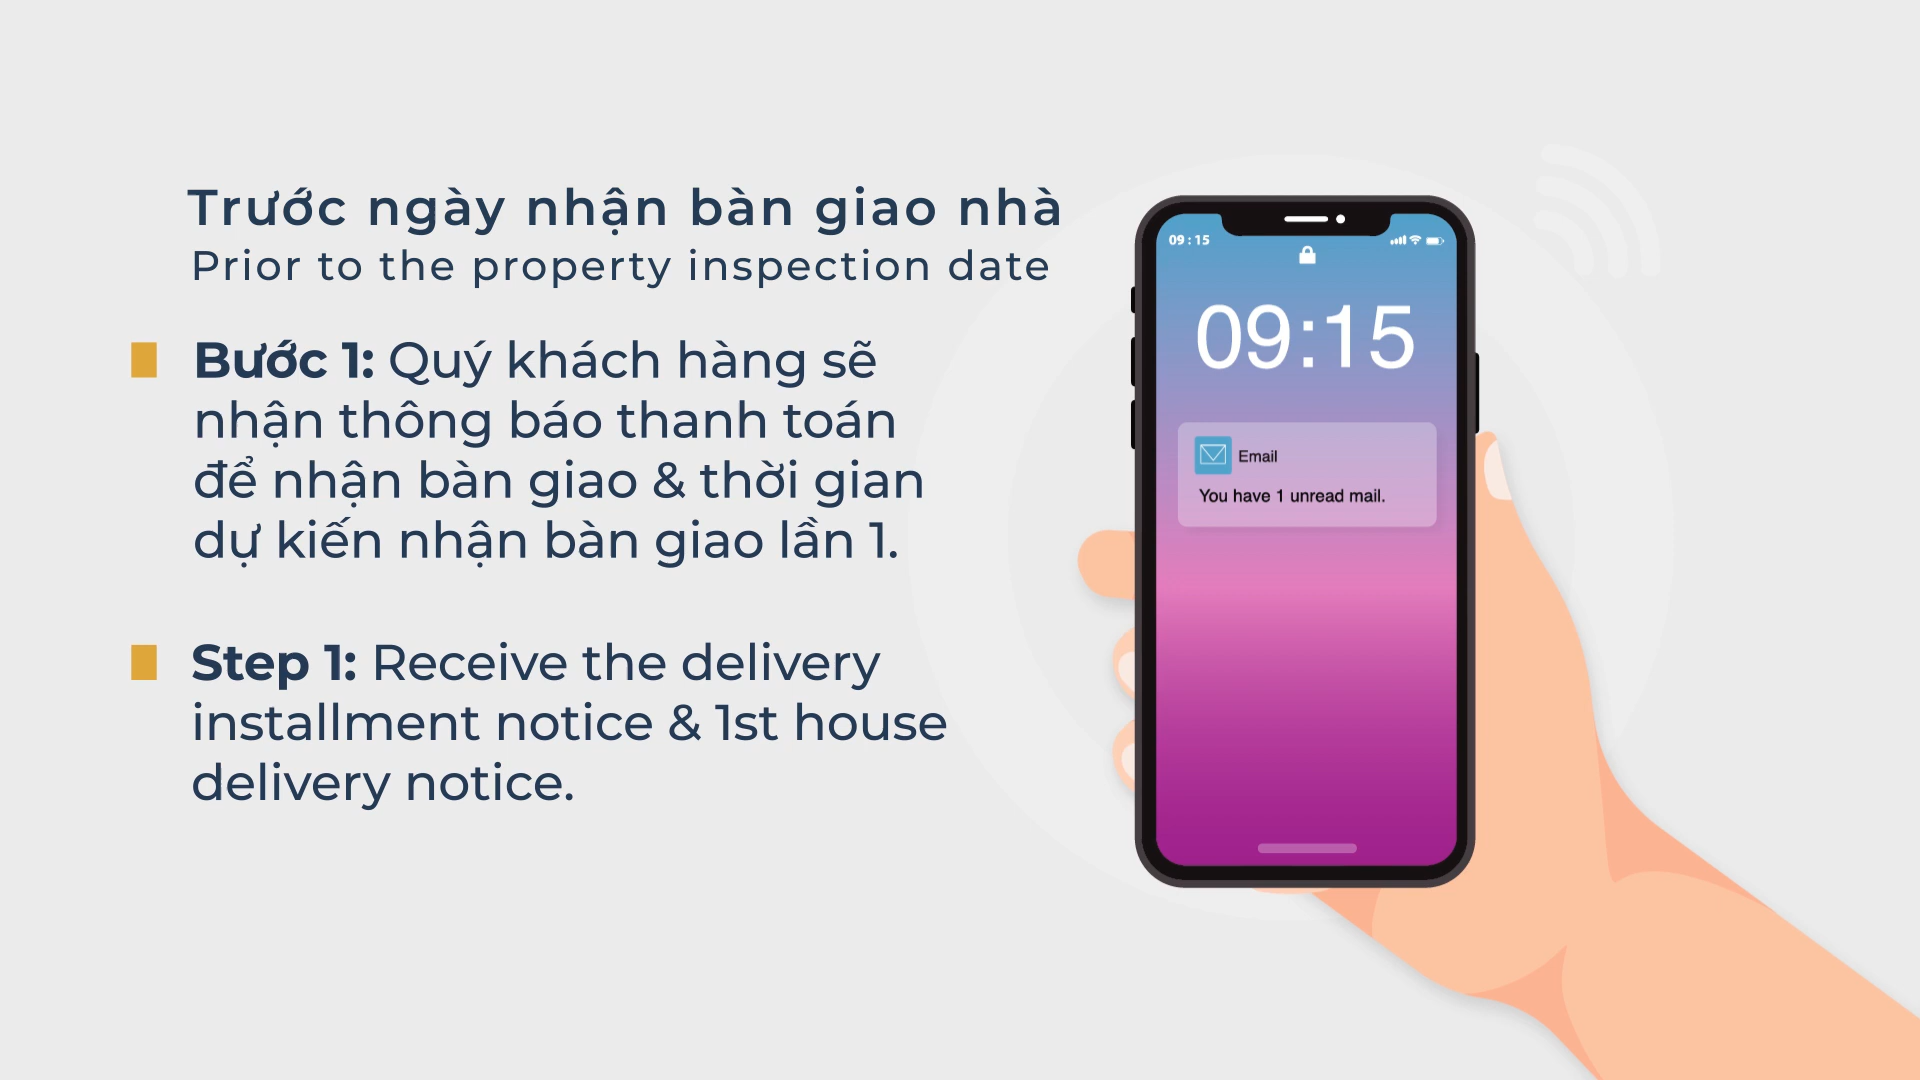 Trước ngày nhận bàn giao nhà
Prior to the property inspection date
Bước 1: Quý khách hàng sẽ
nhận thông báo thanh toán
để nhận bàn giao & thời gian
dự kiến nhận bàn giao lần 1.
Step 1: Receive the delivery
installment notice & 1st house
delivery notice.
09:15
09:15
Email
You have 1 unread mail.